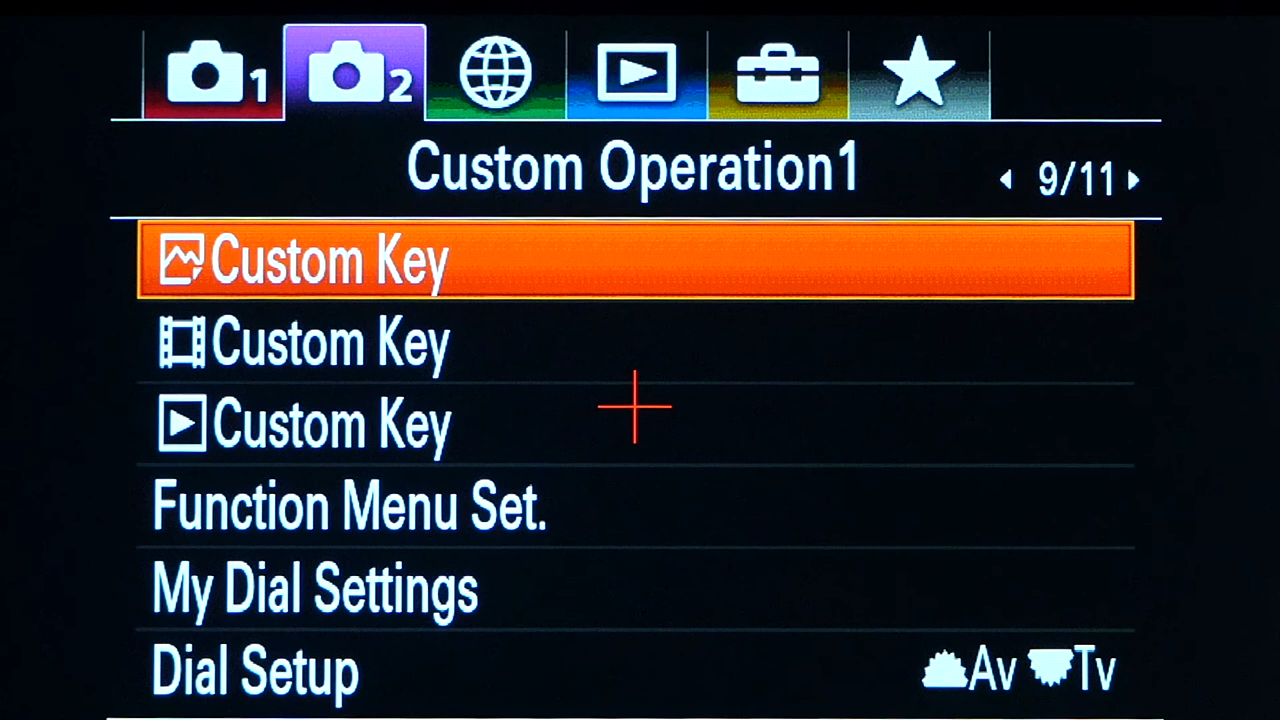 1 2
Custom Operation1
9/11
Custom Key
Custom Key
Custom Key
Function Menu Set.
My Dial Settings
Dial Setup Av Tv